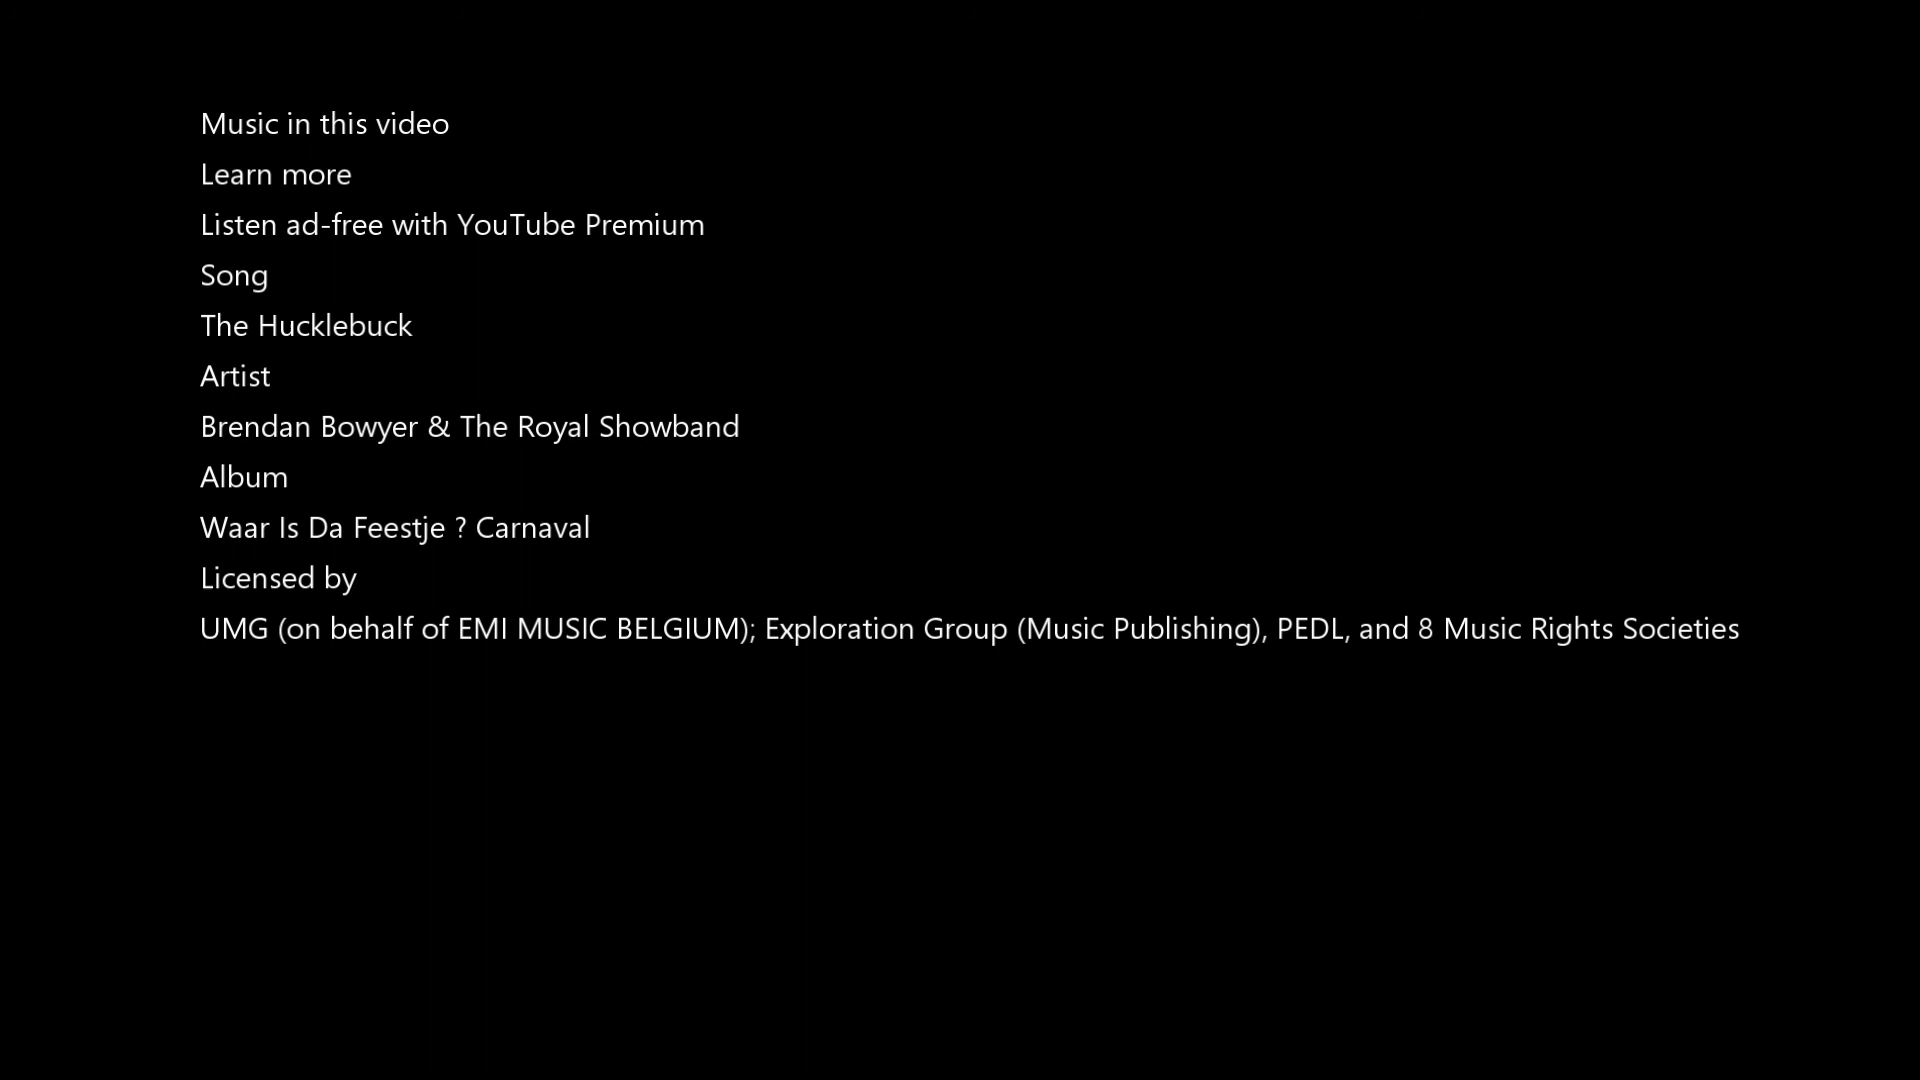 Music in this video
Learn more
Listen ad-free with YouTube Premium
Song
The Hucklebuck
Artist
Brendan Bowyer & The Royal Showband
Album
Waar Is Da Feestje ? Carnaval
Licensed by
UMG (on behalf of EMI MUSIC BELGIUM); Exploration Group (Music Publishing), PEDL, and 8 Music Rights Societies